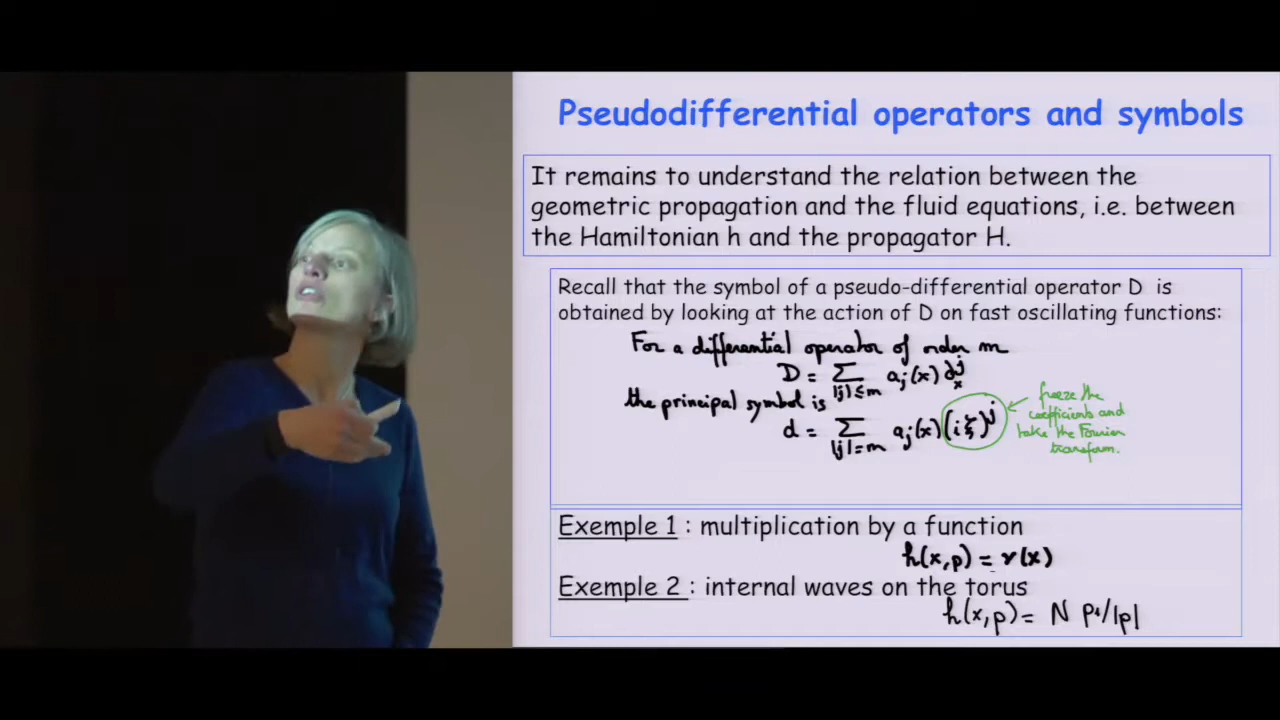 Pseudodifferential operators and symbols
It remains to understand the relation between the
geometric propagation and the fluid equations, i.e. between
the Hamiltonian h and the propagator H.
Recall that the symbol of a pseudo-differential operator D is
obtained by looking at the action of D on fast oscillating functions:
For a differential operator of order m
D = ∑_{|j|≤m} a_j(x) ∂_x^j
the principal symbol is
d = ∑_{|j|=m} a_j(x) (iξ)^j
freeze the
coefficients and
take the Fourier
transform.
Exemple 1 : multiplication by a function
h(x,p) = r(x)
Exemple 2 : internal waves on the torus
h(x,p) = N p₁/|p|